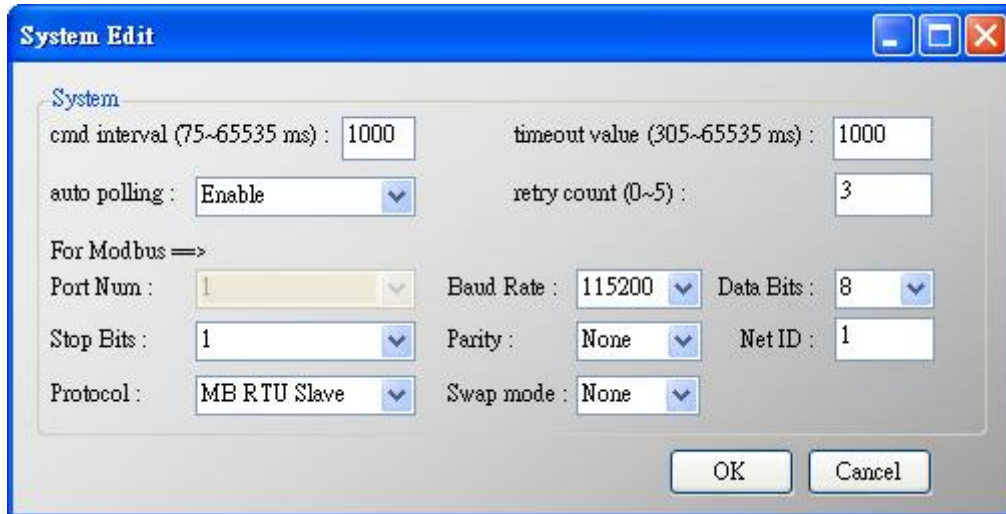 System Edit
System
cmd interval (75~65535 ms) : 1000 timeout value (305~65535 ms) : 1000
auto polling : Enable retry count (0~5) : 3
For Modbus ==>
Port Num : 1 Baud Rate : 115200 Data Bits : 8
Stop Bits : 1 Parity : None Net ID : 1
Protocol : MB RTU Slave Swap mode : None
OK Cancel